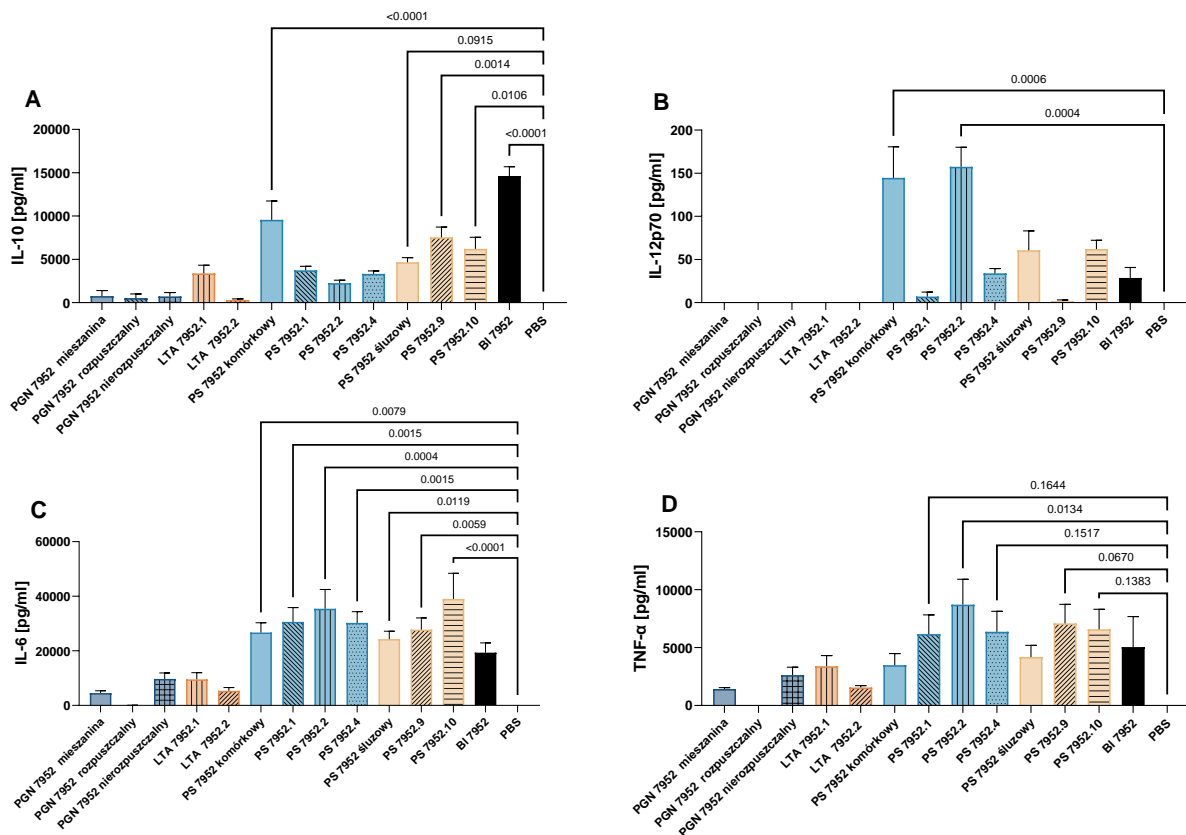 A
<0.0001
0.0915
0.0014
0.0106
<0.0001
IL-10 [pg/ml]
20000
15000
10000
5000
0
PGN 7952 mieszanina
PGN 7952 rozpuszczalny
PGN 7952 nierozpuszczalny
LTA 7952.1
LTA 7952.2
PS 7952 komórkowy
PS 7952.1
PS 7952.2
PS 7952.4
PS 7952 śluzowy
PS 7952.9
PS 7952.10
BI 7952
PBS
B
0.0006
0.0004
IL-12p70 [pg/ml]
200
150
100
50
0
PGN 7952 mieszanina
PGN 7952 rozpuszczalny
PGN 7952 nierozpuszczalny
LTA 7952.1
LTA 7952.2
PS 7952 komórkowy
PS 7952.1
PS 7952.2
PS 7952.4
PS 7952 śluzowy
PS 7952.9
PS 7952.10
BI 7952
PBS
C
0.0079
0.0015
0.0004
0.0015
0.0119
0.0059
<0.0001
IL-6 [pg/ml]
60000
40000
20000
0
PGN 7952 mieszanina
PGN 7952 rozpuszczalny
PGN 7952 nierozpuszczalny
LTA 7952.1
LTA 7952.2
PS 7952 komórkowy
PS 7952.1
PS 7952.2
PS 7952.4
PS 7952 śluzowy
PS 7952.9
PS 7952.10
BI 7952
PBS
D
0.1644
0.0134
0.1517
0.0670
0.1383
TNF-α [pg/ml]
15000
10000
5000
0
PGN 7952 mieszanina
PGN 7952 rozpuszczalny
PGN 7952 nierozpuszczalny
LTA 7952.1
LTA 7952.2
PS 7952 komórkowy
PS 7952.1
PS 7952.2
PS 7952.4
PS 7952 śluzowy
PS 7952.9
PS 7952.10
BI 7952
PBS